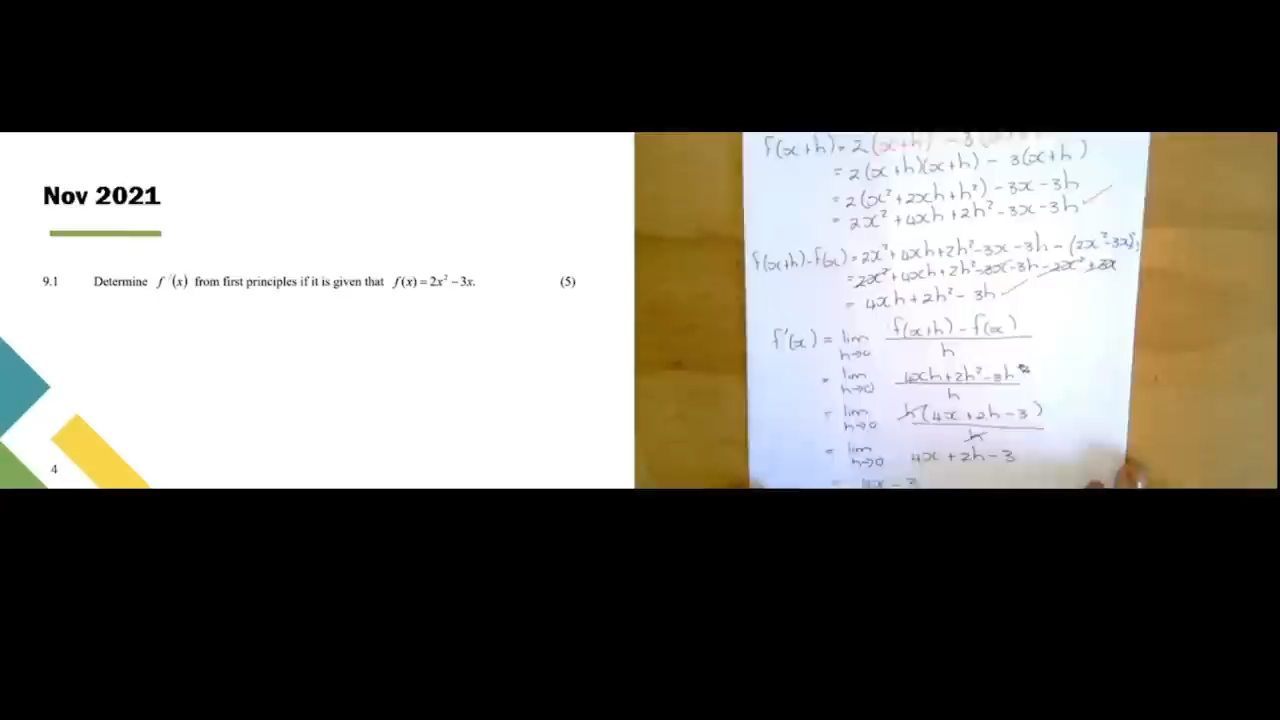 Nov 2021
9.1 Determine f ′(x) from first principles if it is given that f(x) = 2x² − 3x. (5)
4
f(x+h) = 2(x+h) − 3(
= 2(x+h)(x+h) − 3(x+h)
= 2(x² + 2xh + h²) − 3x − 3h
= 2x² + 4xh + 2h² − 3x − 3h ✓
f(x+h) − f(x) = 2x² + 4xh + 2h² − 3x − 3h − (2x² − 3x)
= 2x² + 4xh + 2h² − 3x − 3h − 2x² + 3x
= 4xh + 2h² − 3h ✓
f'(x) = lim h→0 f(x+h) − f(x) / h
= lim h→0 4xh + 2h² − 3h / h
= lim h→0 h(4x + 2h − 3) / h
= lim h→0 4x + 2h − 3
= 4x − 3